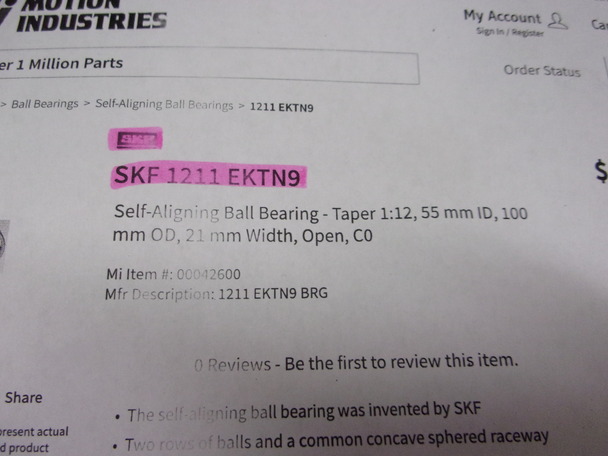 MOTION
INDUSTRIES
My Account
Sign In / Register
er 1 Million Parts
Order Status
> Ball Bearings > Self-Aligning Ball Bearings > 1211 EKTN9
SKF
SKF 1211 EKTN9
$
Self-Aligning Ball Bearing - Taper 1:12, 55 mm ID, 100
mm OD, 21 mm Width, Open, C0
Mi Item #: 00042600
Mfr Description: 1211 EKTN9 BRG
0 Reviews - Be the first to review this item.
Share
• The self-aligning ball bearing was invented by SKF
present actual
d product
• Two rows of balls and a common concave sphered raceway